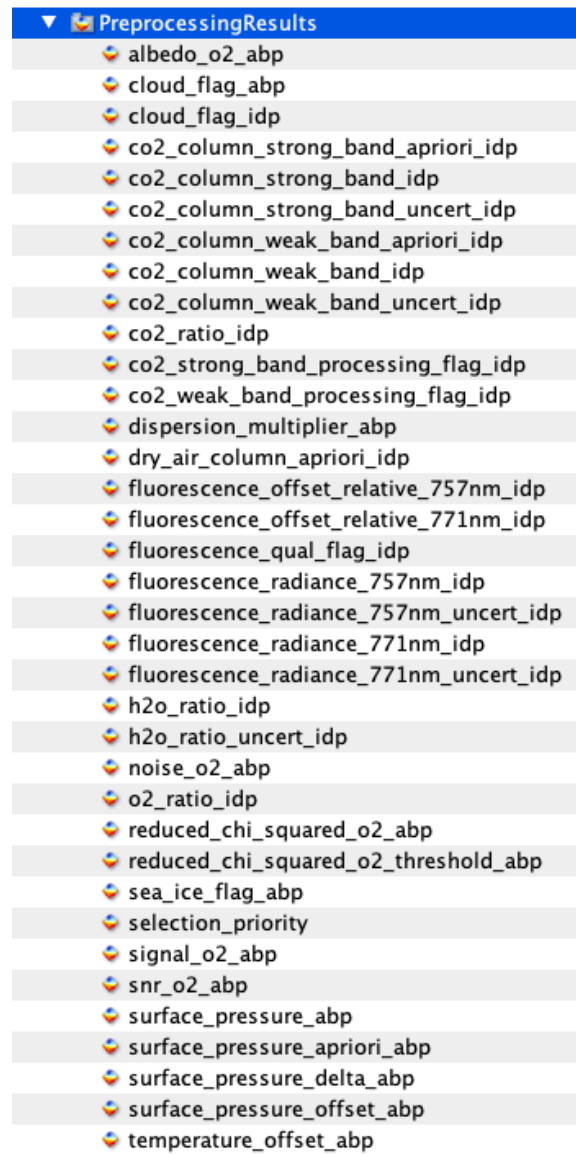 PreprocessingResults
albedo_o2_abp
cloud_flag_abp
cloud_flag_idp
co2_column_strong_band_apriori_idp
co2_column_strong_band_idp
co2_column_strong_band_uncert_idp
co2_column_weak_band_apriori_idp
co2_column_weak_band_idp
co2_column_weak_band_uncert_idp
co2_ratio_idp
co2_strong_band_processing_flag_idp
co2_weak_band_processing_flag_idp
dispersion_multiplier_abp
dry_air_column_apriori_idp
fluorescence_offset_relative_757nm_idp
fluorescence_offset_relative_771nm_idp
fluorescence_qual_flag_idp
fluorescence_radiance_757nm_idp
fluorescence_radiance_757nm_uncert_idp
fluorescence_radiance_771nm_idp
fluorescence_radiance_771nm_uncert_idp
h2o_ratio_idp
h2o_ratio_uncert_idp
noise_o2_abp
o2_ratio_idp
reduced_chi_squared_o2_abp
reduced_chi_squared_o2_threshold_abp
sea_ice_flag_abp
selection_priority
signal_o2_abp
snr_o2_abp
surface_pressure_abp
surface_pressure_apriori_abp
surface_pressure_delta_abp
surface_pressure_offset_abp
temperature_offset_abp